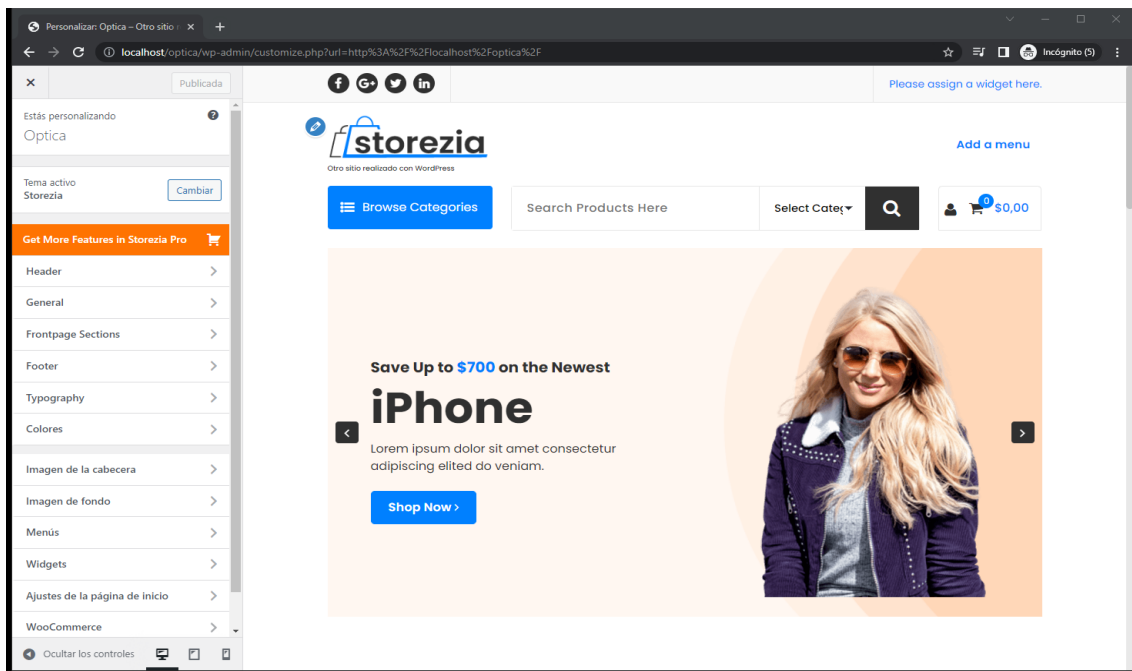 Personalizar: Optica – Otro sitio r
localhost/optica/wp-admin/customize.php?url=http%3A%2F%2Flocalhost%2Foptica%2F
Incógnito (5)
Publicada
Estás personalizando
Optica
Tema activo
Storezia
Cambiar
Get More Features in Storezia Pro
Header
General
Frontpage Sections
Footer
Typography
Colores
Imagen de la cabecera
Imagen de fondo
Menús
Widgets
Ajustes de la página de inicio
WooCommerce
Ocultar los controles
Please assign a widget here.
storezia
Otro sitio realizado con WordPress
Add a menu
Browse Categories
Search Products Here
Select Categ
0
$0,00
Save Up to $700 on the Newest
iPhone
Lorem ipsum dolor sit amet consectetur
adipiscing elited do veniam.
Shop Now